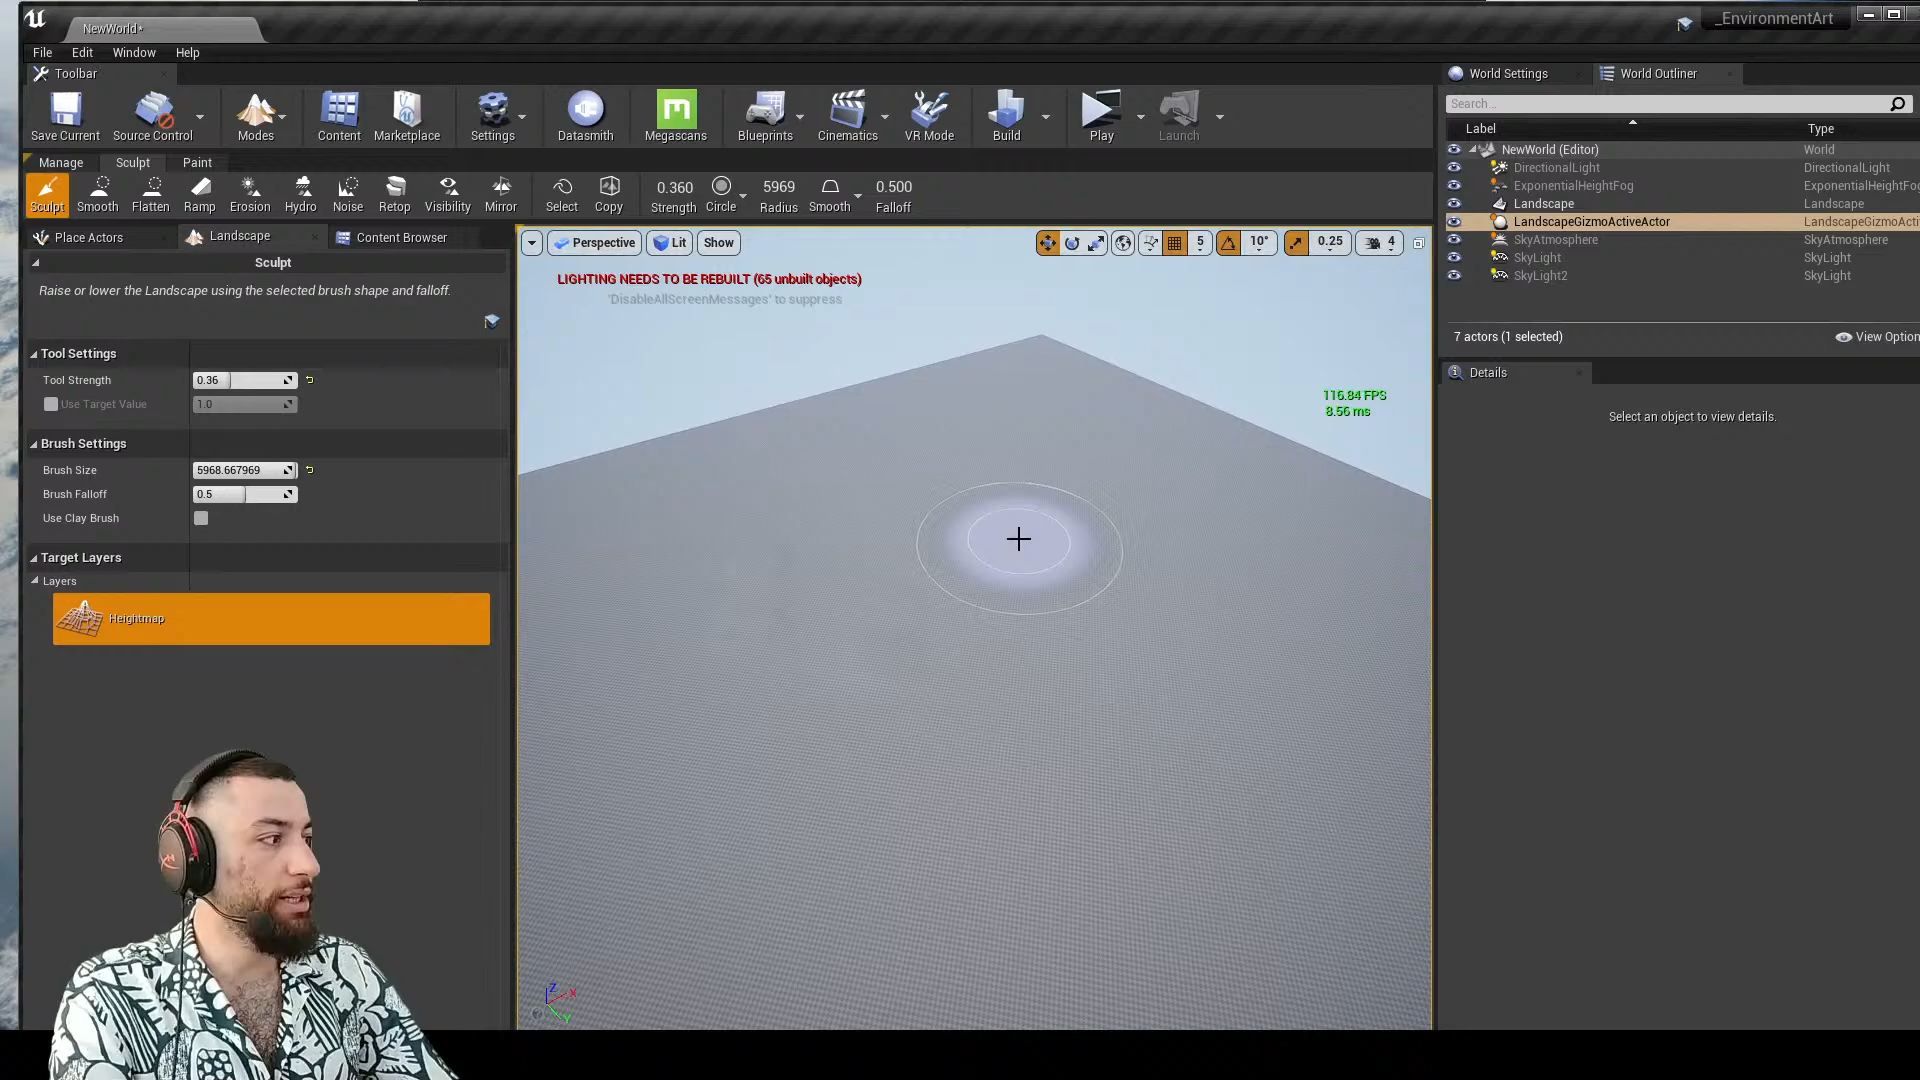 NewWorld*
_EnvironmentArt
File Edit Window Help
Toolbar
World Settings World Outliner
Search...
Save Current Source Control Modes Content Marketplace Settings Datasmith Megascans Blueprints Cinematics VR Mode Build Play Launch
Label Type
NewWorld (Editor) World
Manage Sculpt Paint
DirectionalLight DirectionalLight
ExponentialHeightFog ExponentialHeightFog
Landscape Landscape
LandscapeGizmoActiveActor LandscapeGizmoActi
SkyAtmosphere SkyAtmosphere
SkyLight SkyLight
SkyLight2 SkyLight
0.360 5969 0.500
Sculpt Smooth Flatten Ramp Erosion Hydro Noise Retop Visibility Mirror Select Copy Strength Circle Radius Smooth Falloff
Place Actors Landscape Content Browser
Perspective Lit Show 5 10° 0.25 4
Sculpt
Raise or lower the Landscape using the selected brush shape and falloff.
LIGHTING NEEDS TO BE REBUILT (65 unbuilt objects)
'DisableAllScreenMessages' to suppress
7 actors (1 selected) View Option
Details
Select an object to view details.
116.84 FPS
8.56 ms
Tool Settings
Tool Strength 0.36
Use Target Value 1.0
Brush Settings
Brush Size 5968.667969
Brush Falloff 0.5
Use Clay Brush
Target Layers
Layers
Heightmap
Z
X
Y